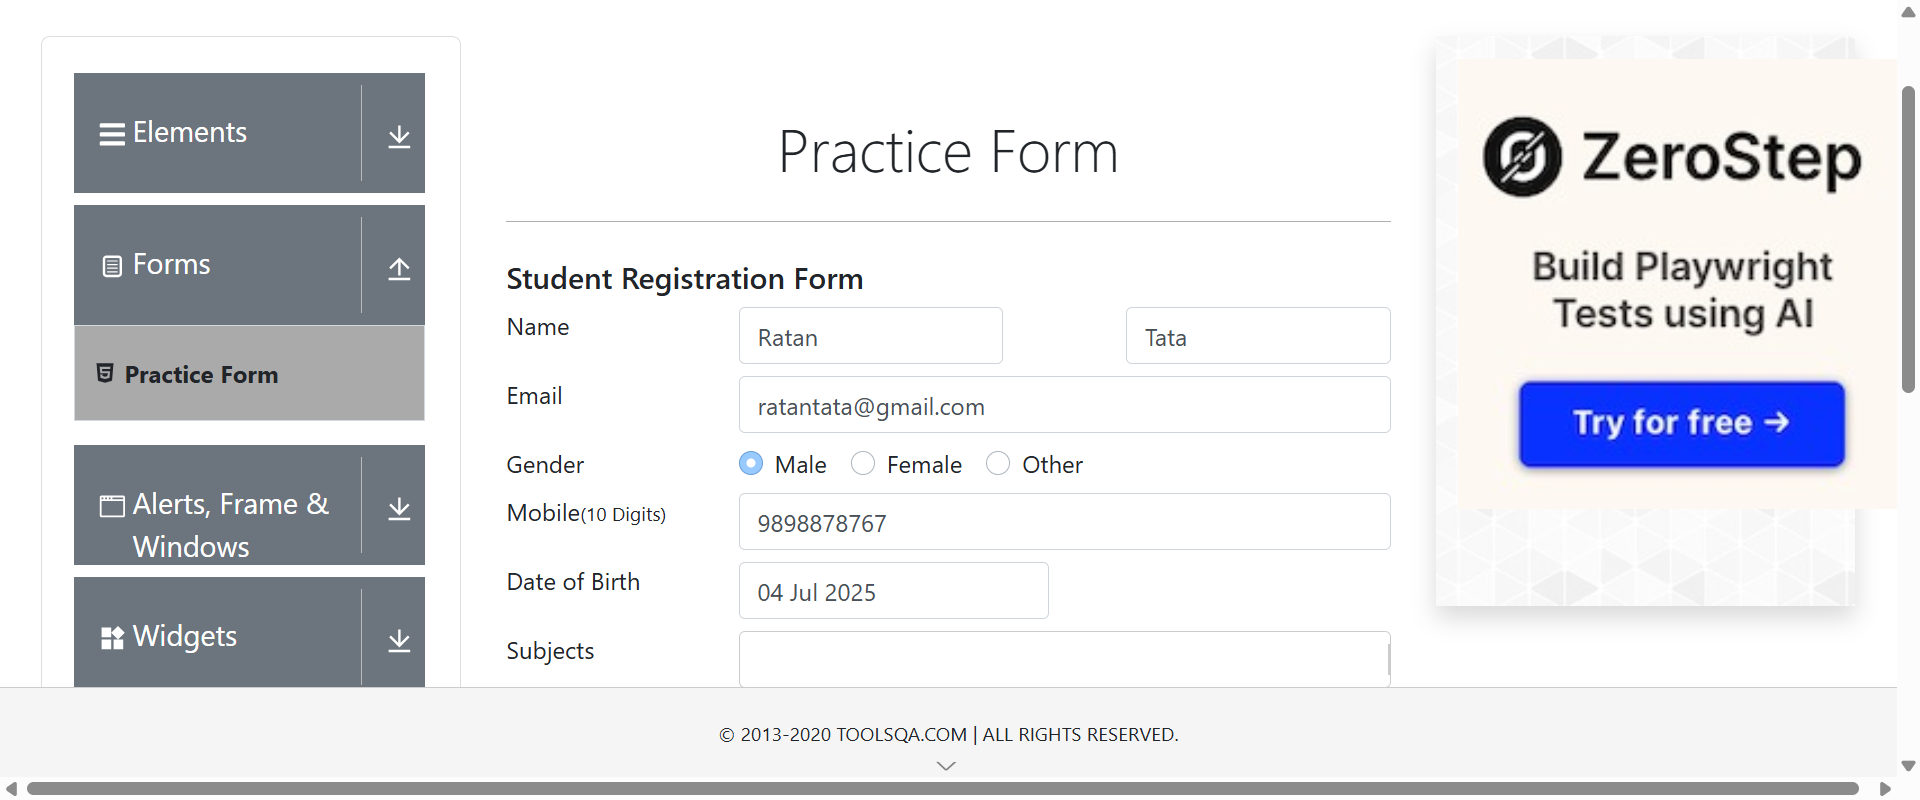 Elements
Forms
Practice Form
Alerts, Frame &
Windows
Widgets
Practice Form
Student Registration Form
Name
Ratan
Tata
Email
ratantata@gmail.com
Gender
Male
Female
Other
Mobile(10 Digits)
9898878767
Date of Birth
04 Jul 2025
Subjects
ZeroStep
Build Playwright
Tests using AI
Try for free →
© 2013-2020 TOOLSQA.COM | ALL RIGHTS RESERVED.